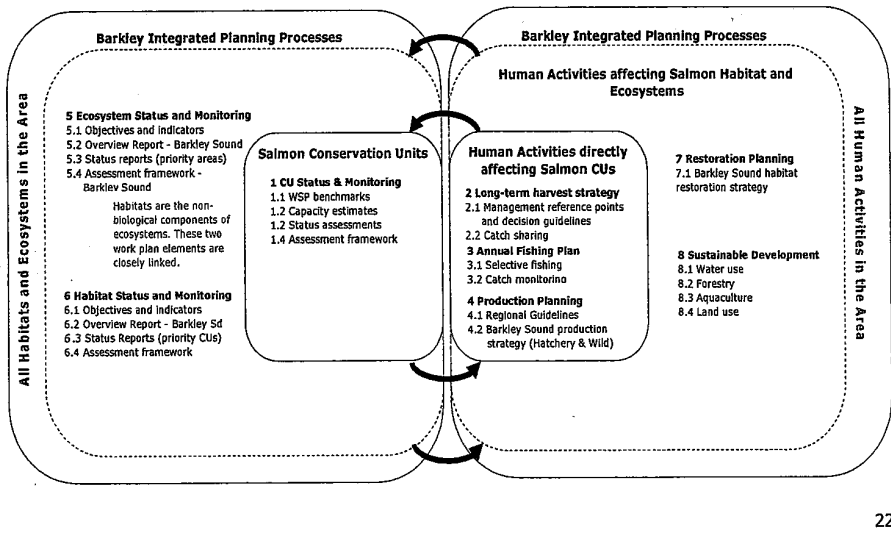 Barkley Integrated Planning Processes
All Habitats and Ecosystems in the Area
5 Ecosystem Status and Monitoring
5.1 Objectives and Indicators
5.2 Overview Report - Barkley Sound
5.3 Status reports (priority areas)
5.4 Assessment framework -
Barkley Sound
Habitats are the non-
biological components of
ecosystems. These two
work plan elements are
closely linked.
6 Habitat Status and Monitoring
6.1 Objectives and Indicators
6.2 Overview Report - Barkley Sd
6.3 Status Reports (priority CUs)
6.4 Assessment framework
Salmon Conservation Units
1 CU Status & Monitoring
1.1 WSP benchmarks
1.2 Capacity estimates
1.2 Status assessments
1.4 Assessment framework
Barkley Integrated Planning Processes
Human Activities affecting Salmon Habitat and
Ecosystems
Human Activities directly
affecting Salmon CUs
2 Long-term harvest strategy
2.1 Management reference points
and decision guidelines
2.2 Catch sharing
3 Annual Fishing Plan
3.1 Selective fishing
3.2 Catch monitoring
4 Production Planning
4.1 Regional Guidelines
4.2 Barkley Sound production
strategy (Hatchery & Wild)
7 Restoration Planning
7.1 Barkley Sound habitat
restoration strategy
8 Sustainable Development
8.1 Water use
8.2 Forestry
8.3 Aquaculture
8.4 Land use
All Human Activities in the Area
22